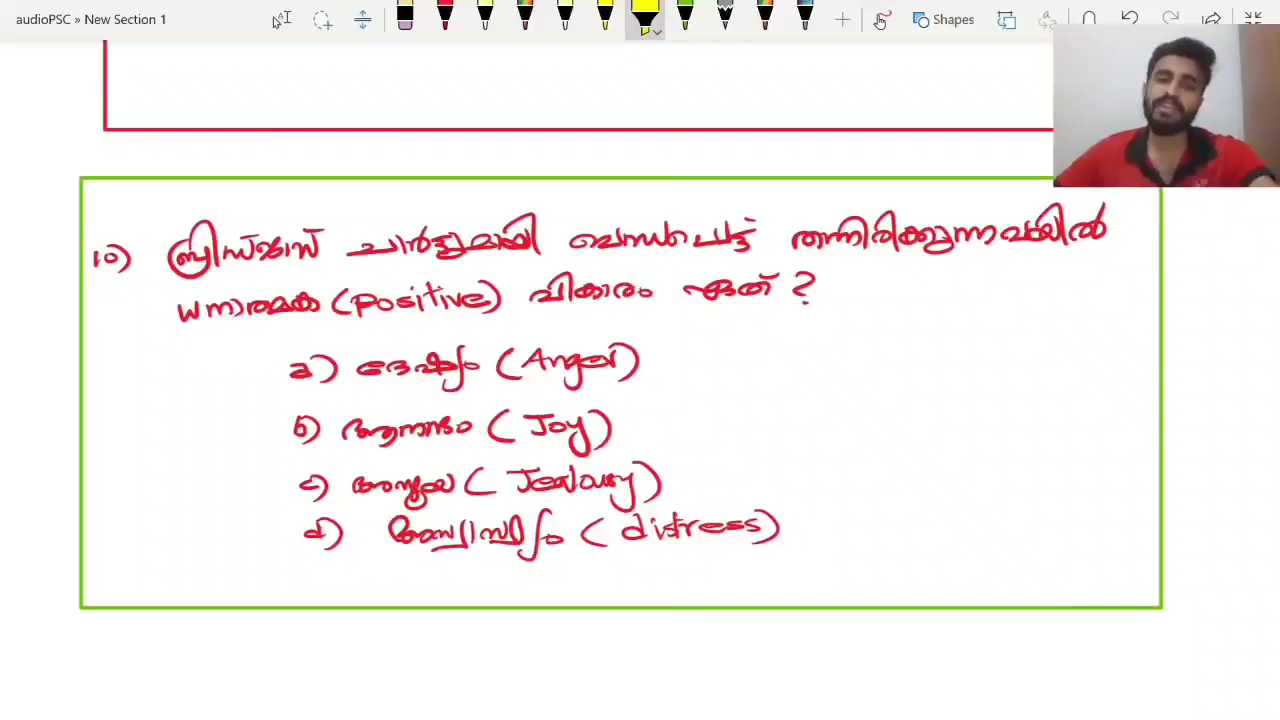 audioPSC » New Section 1
Shapes
10) ബ്രിഡ്ജസ് ചാർട്ടുമായി ബന്ധപ്പെട്ട് തന്നിരിക്കുന്നവയിൽ
ധനാത്മക (positive) വികാരം ഏത് ?
a) ദേഷ്യം (Anger)
b) ആനന്ദം (Joy)
c) അസൂയ (Jealousy)
d) (distress)